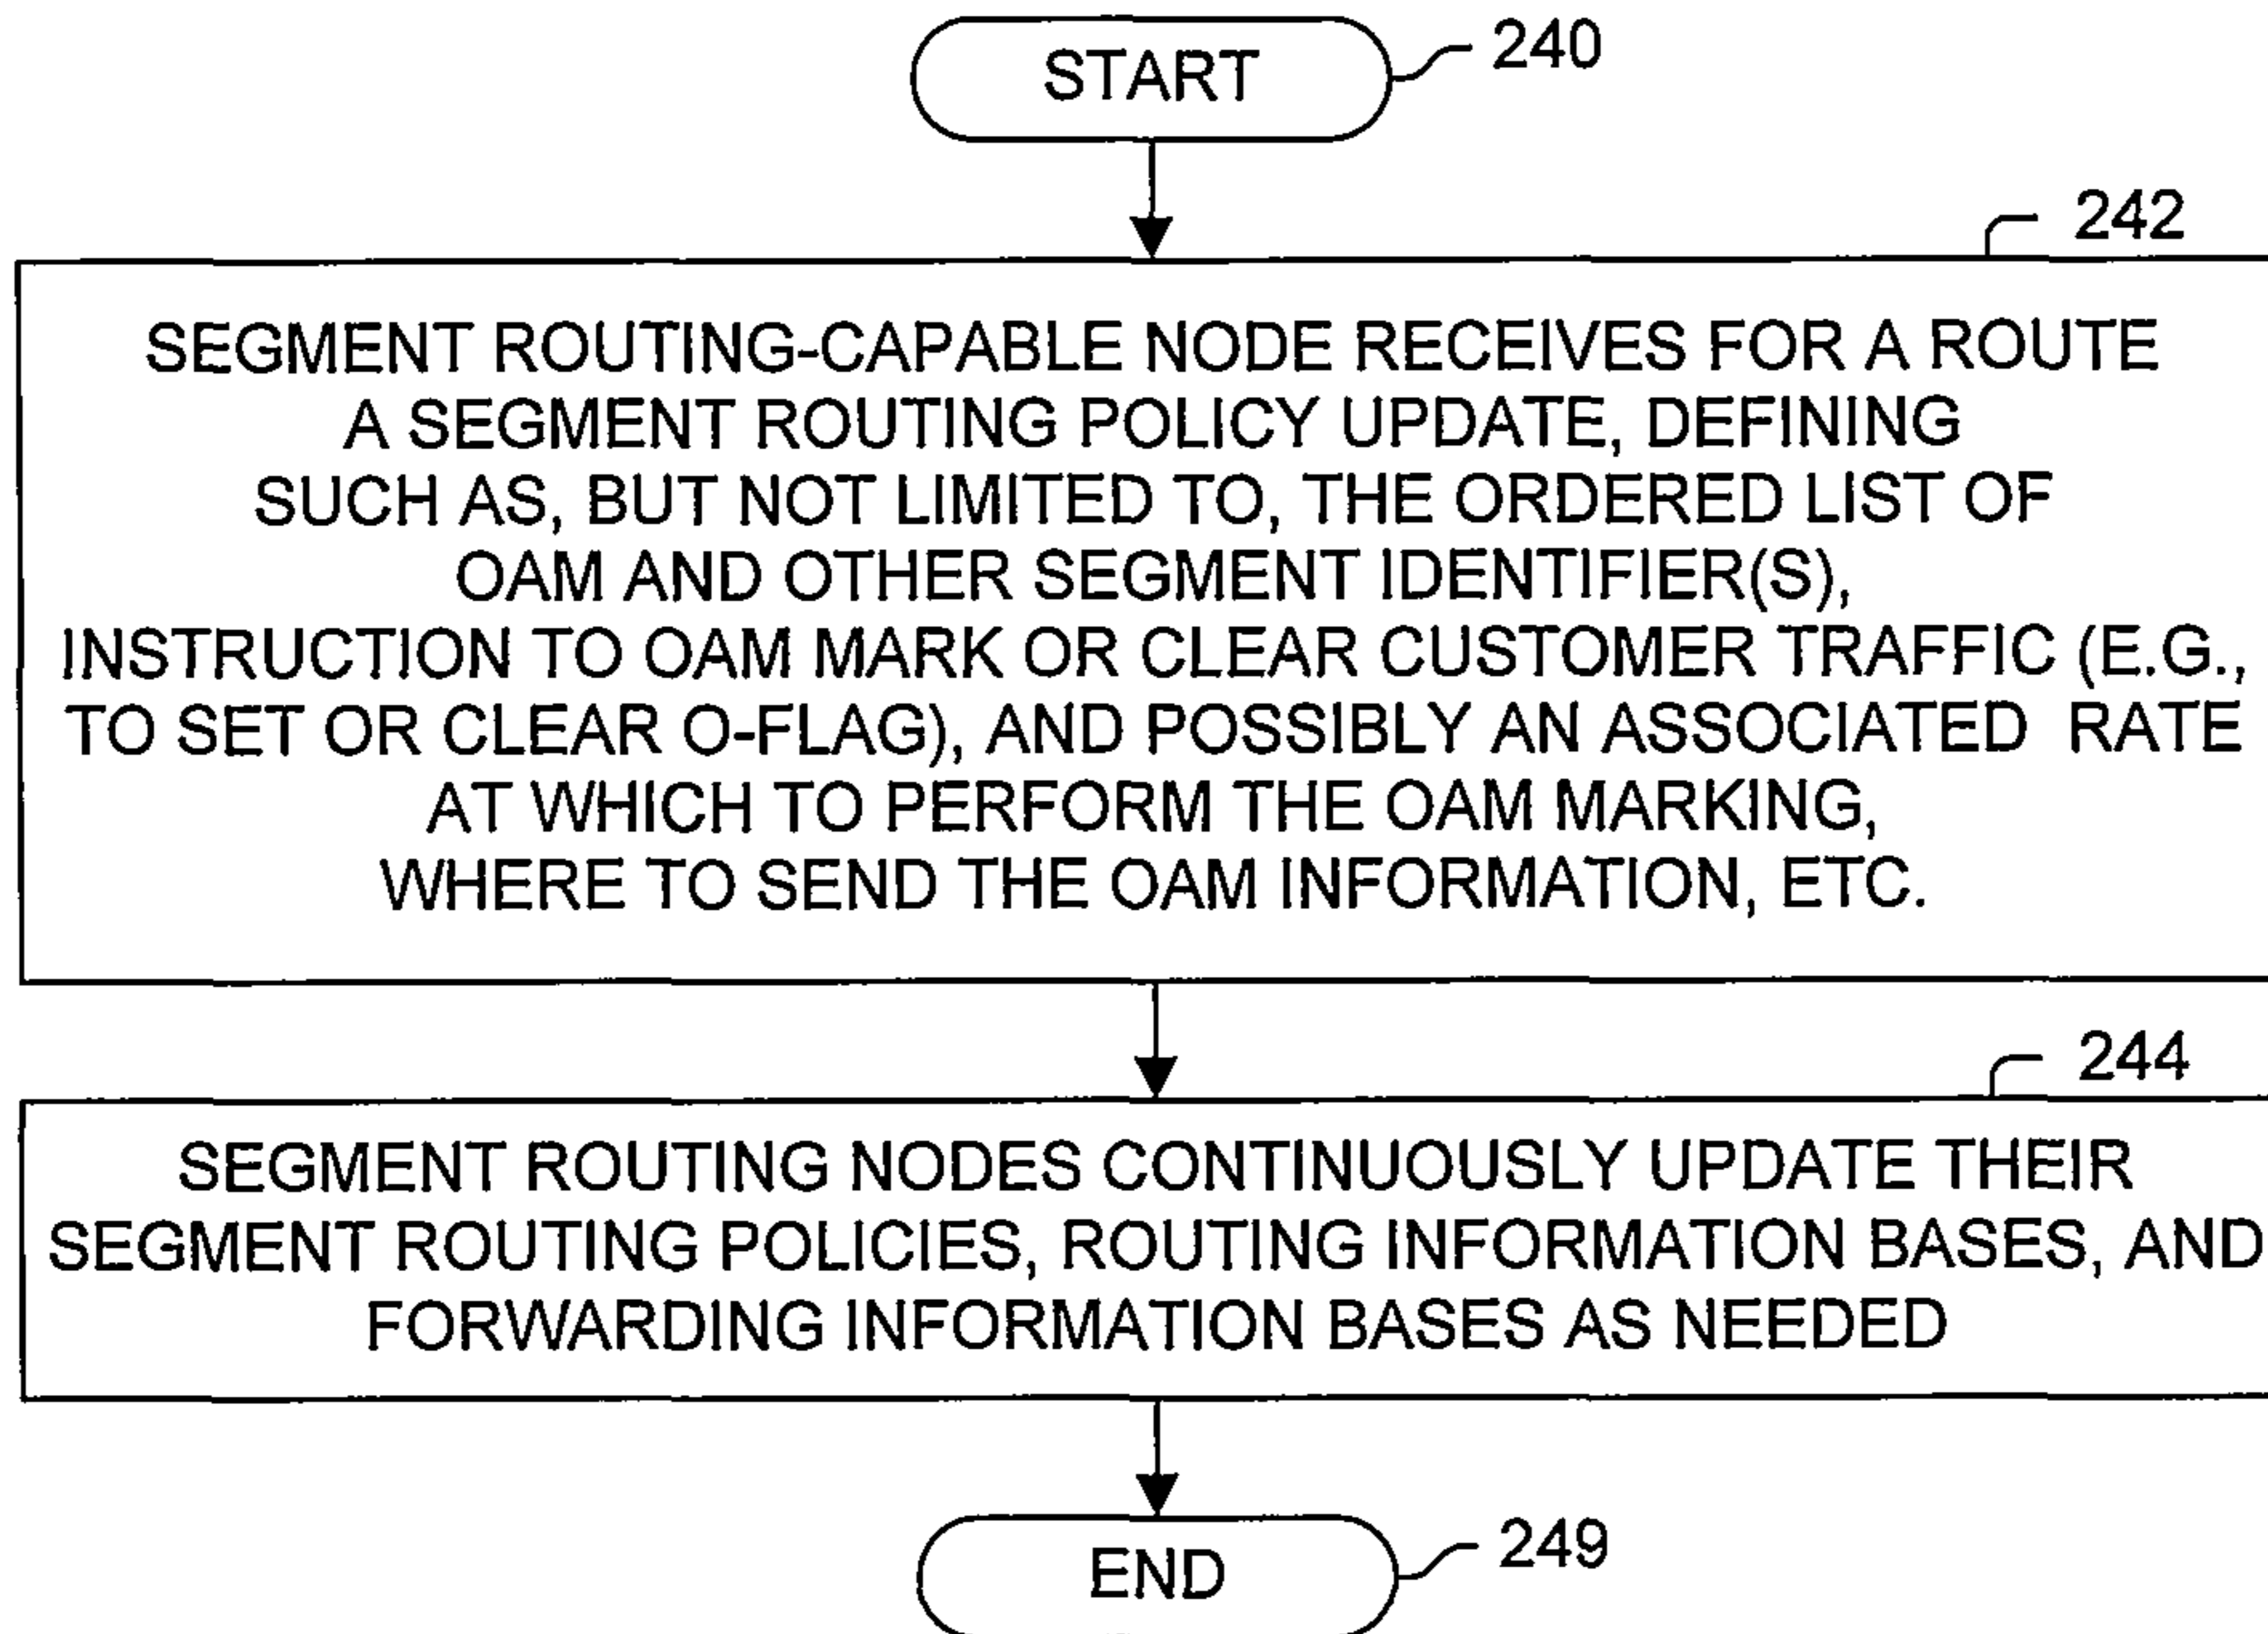 START
240
242
SEGMENT ROUTING-CAPABLE NODE RECEIVES FOR A ROUTE
A SEGMENT ROUTING POLICY UPDATE, DEFINING
SUCH AS, BUT NOT LIMITED TO, THE ORDERED LIST OF
OAM AND OTHER SEGMENT IDENTIFIER(S),
INSTRUCTION TO OAM MARK OR CLEAR CUSTOMER TRAFFIC (E.G.,
TO SET OR CLEAR O-FLAG), AND POSSIBLY AN ASSOCIATED RATE
AT WHICH TO PERFORM THE OAM MARKING,
WHERE TO SEND THE OAM INFORMATION, ETC.
244
SEGMENT ROUTING NODES CONTINUOUSLY UPDATE THEIR
SEGMENT ROUTING POLICIES, ROUTING INFORMATION BASES, AND
FORWARDING INFORMATION BASES AS NEEDED
END
249